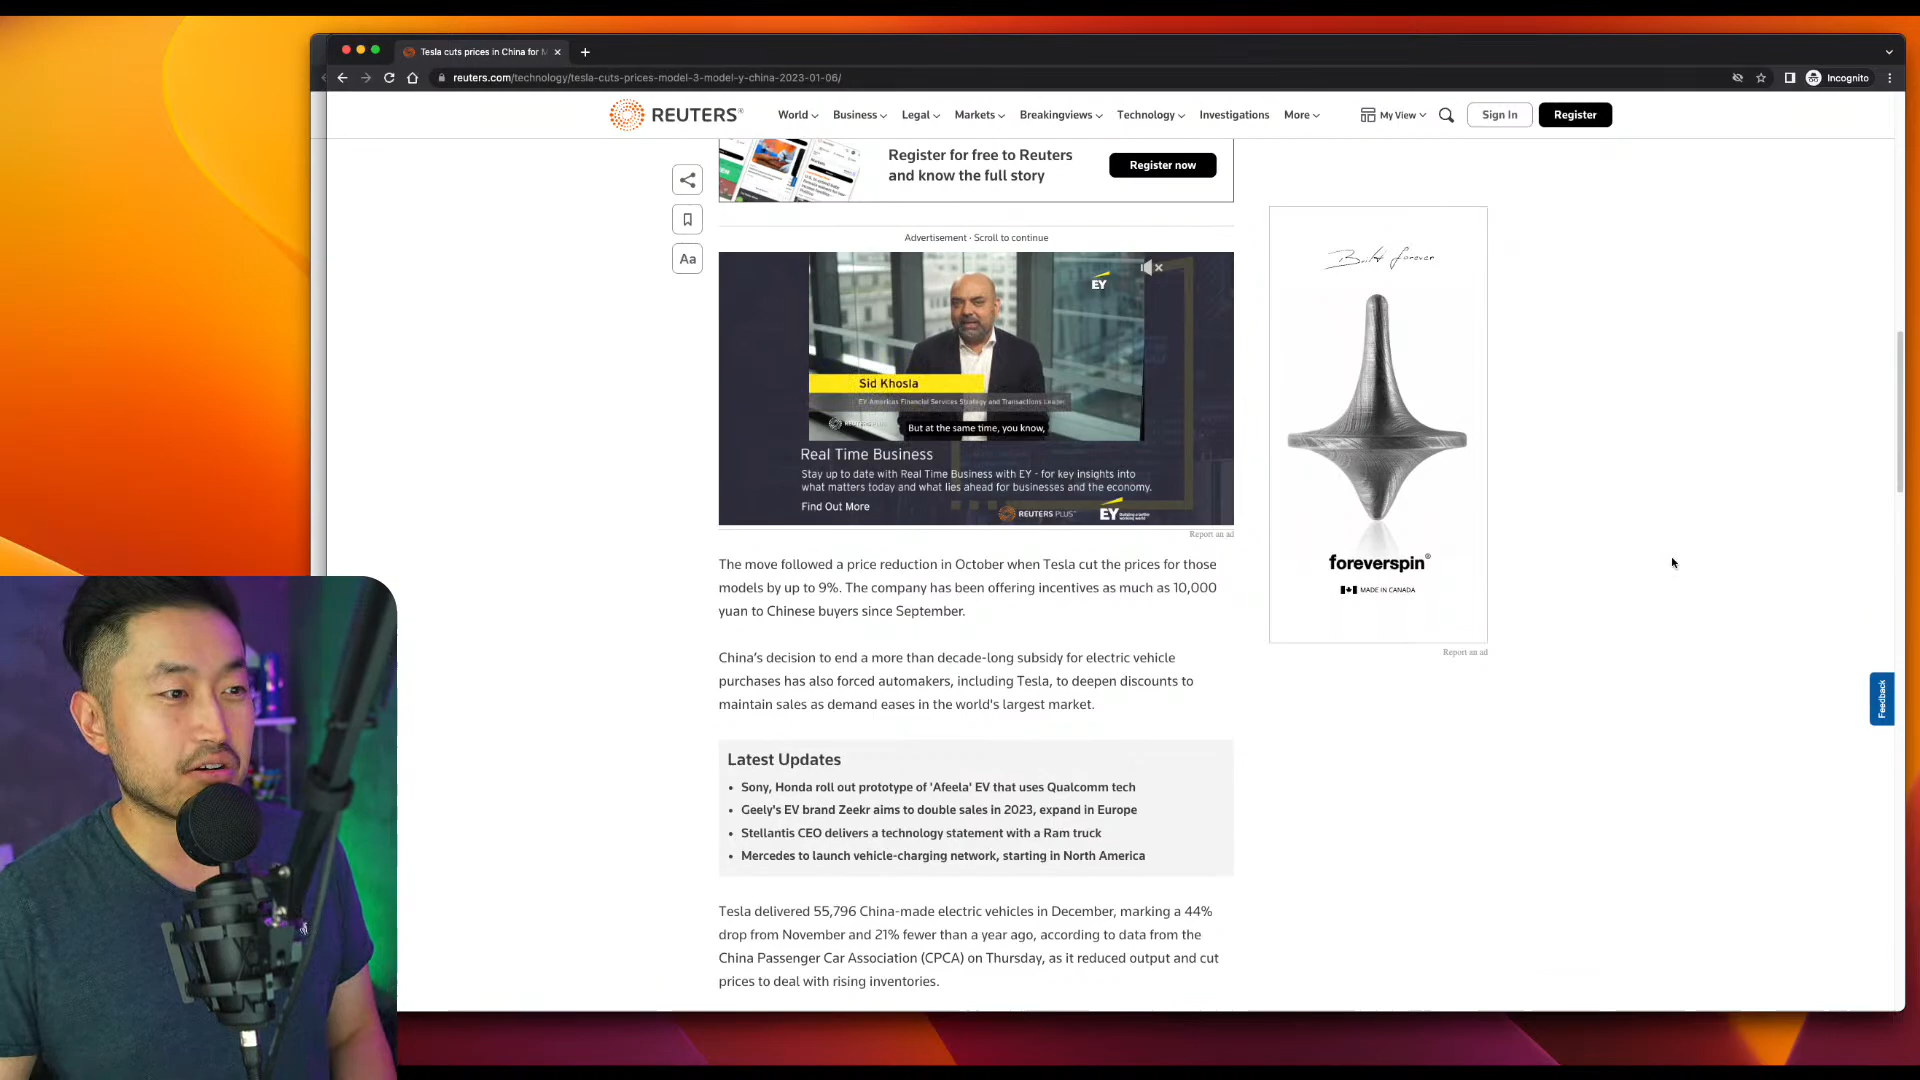 Tesla cuts prices in China for M
reuters.com/technology/tesla-cuts-prices-model-3-model-y-china-2023-01-06/
Incognito
REUTERS®
World
Business
Legal
Markets
Breakingviews
Technology
Investigations
More
My View
Sign In
Register
Register for free to Reuters
and know the full story
Register now
Aa
Advertisement · Scroll to continue
EY
Sid Khosla
EY Americas Financial Services Strategy and Transactions Leader
But at the same time, you know,
Real Time Business
Stay up to date with Real Time Business with EY - for key insights into
what matters today and what lies ahead for businesses and the economy.
Find Out More
REUTERS PLUS
EY
Building a better
working world
Report an ad
Built forever
foreverspin®
MADE IN CANADA
Report an ad
Feedback
The move followed a price reduction in October when Tesla cut the prices for those
models by up to 9%. The company has been offering incentives as much as 10,000
yuan to Chinese buyers since September.
China's decision to end a more than decade-long subsidy for electric vehicle
purchases has also forced automakers, including Tesla, to deepen discounts to
maintain sales as demand eases in the world's largest market.
Latest Updates
• Sony, Honda roll out prototype of 'Afeela' EV that uses Qualcomm tech
• Geely's EV brand Zeekr aims to double sales in 2023, expand in Europe
• Stellantis CEO delivers a technology statement with a Ram truck
• Mercedes to launch vehicle-charging network, starting in North America
Tesla delivered 55,796 China-made electric vehicles in December, marking a 44%
drop from November and 21% fewer than a year ago, according to data from the
China Passenger Car Association (CPCA) on Thursday, as it reduced output and cut
prices to deal with rising inventories.